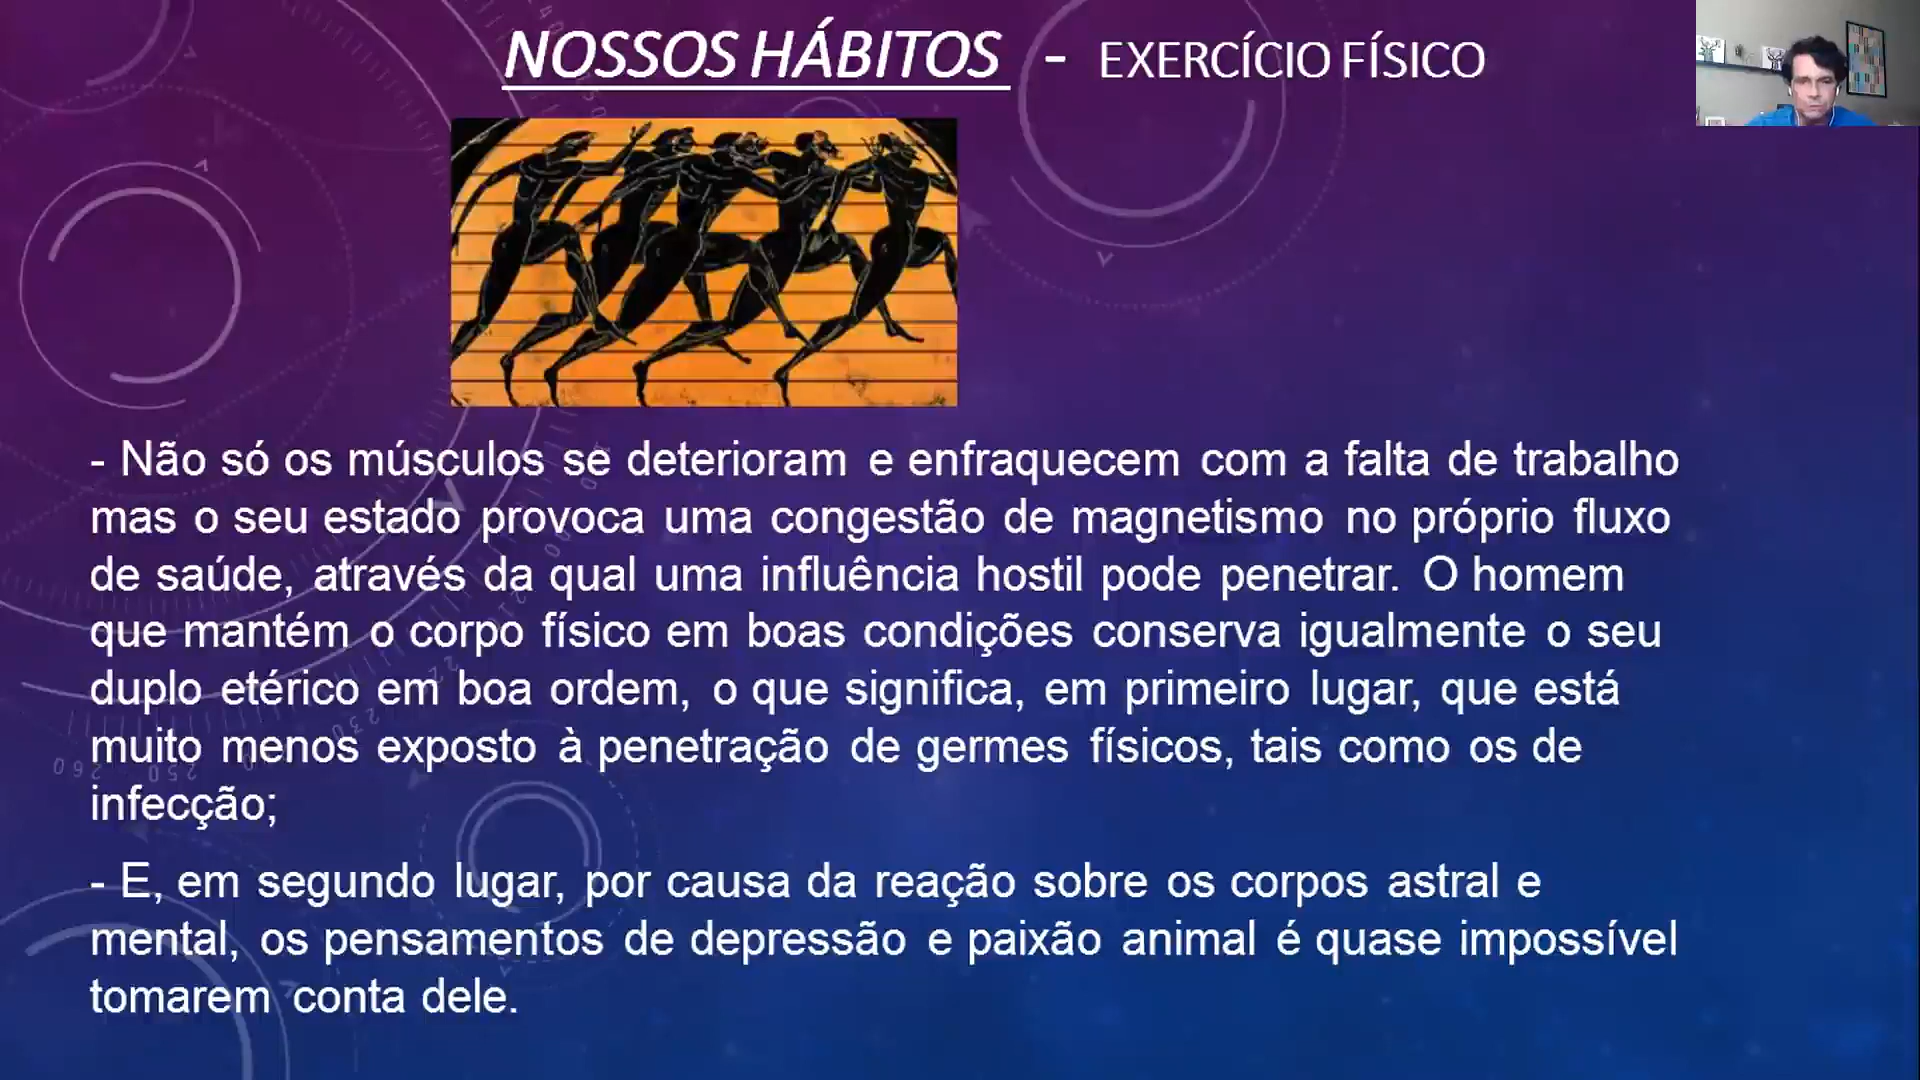 NOSSOS HÁBITOS - EXERCÍCIO FÍSICO
- Não só os músculos se deterioram e enfraquecem com a falta de trabalho
mas o seu estado provoca uma congestão de magnetismo no próprio fluxo
de saúde, através da qual uma influência hostil pode penetrar. O homem
que mantém o corpo físico em boas condições conserva igualmente o seu
duplo etérico em boa ordem, o que significa, em primeiro lugar, que está
muito menos exposto à penetração de germes físicos, tais como os de
infecção;
- E, em segundo lugar, por causa da reação sobre os corpos astral e
mental, os pensamentos de depressão e paixão animal é quase impossível
tomarem conta dele.